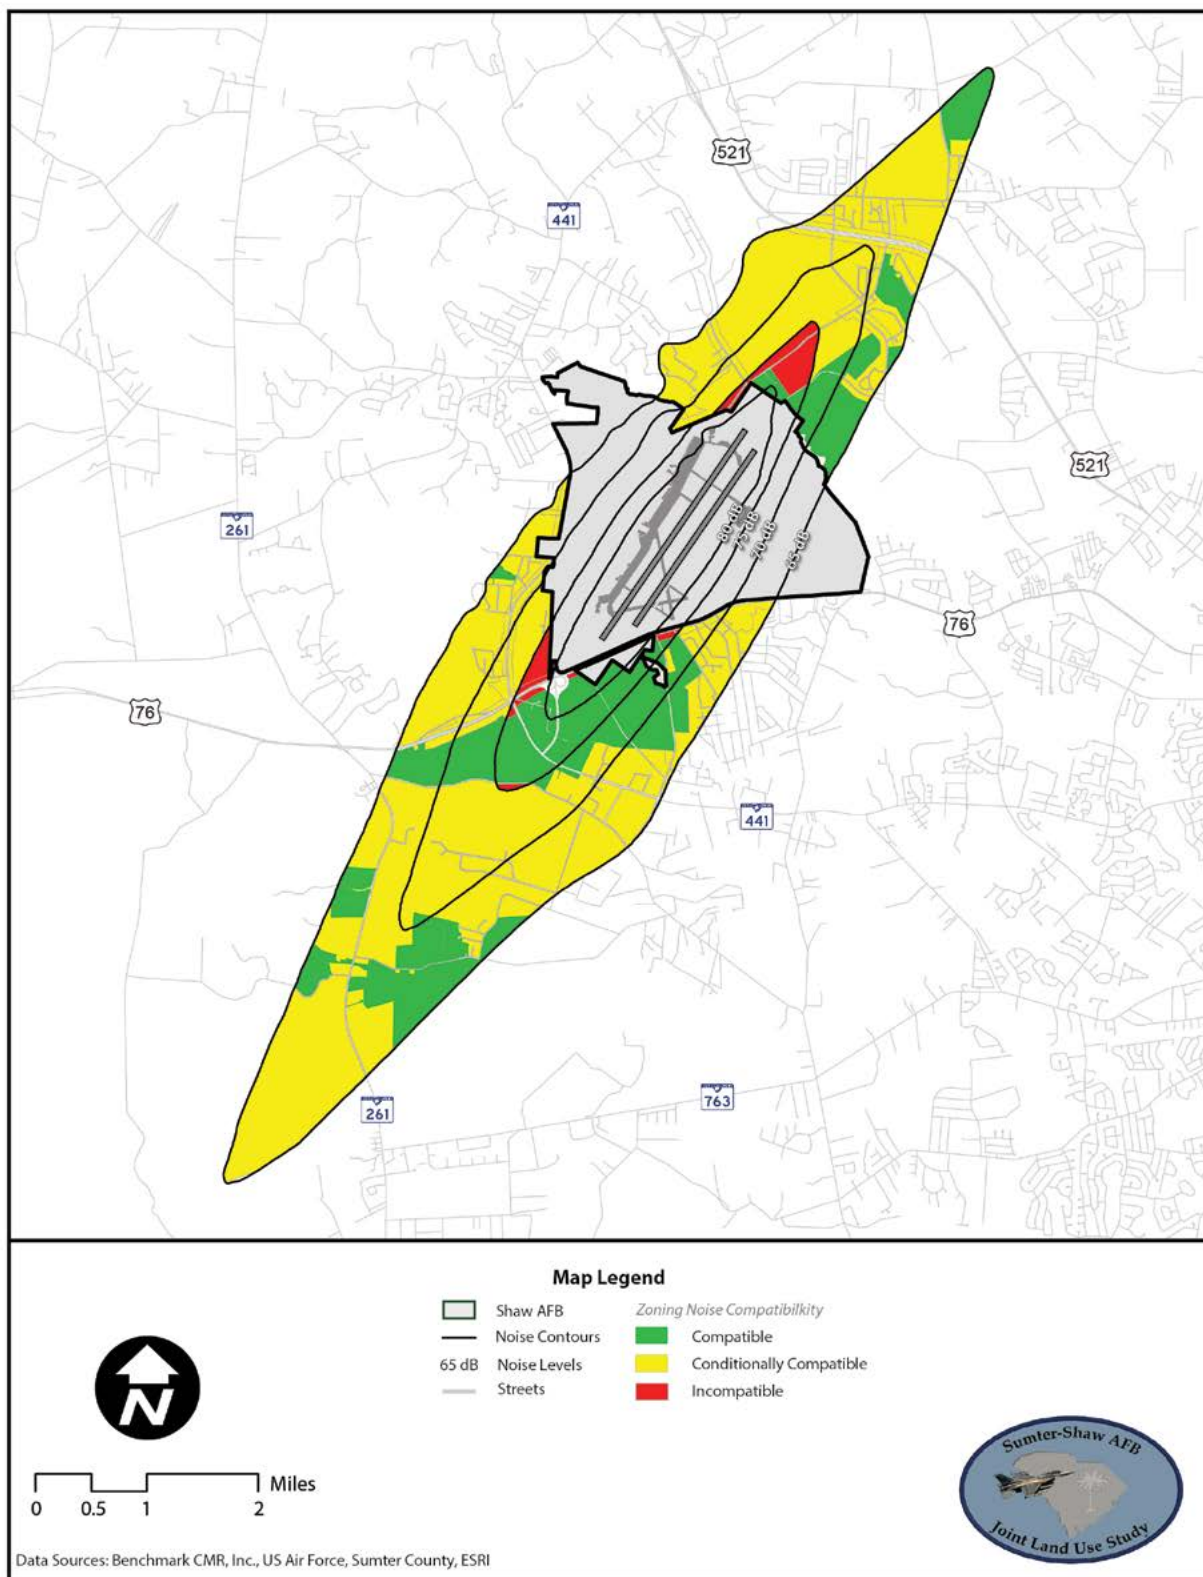 521
441
261
80 dB
75 dB
70 dB
65 dB
521
76
76
441
261
763
Map Legend
Shaw AFB
Noise Contours
65 dB Noise Levels
Streets
Zoning Noise Compatibilkity
Compatible
Conditionally Compatible
Incompatible
N
0 0.5 1 2 Miles
Sumter-Shaw AFB
Joint Land Use Study
Data Sources: Benchmark CMR, Inc., US Air Force, Sumter County, ESRI